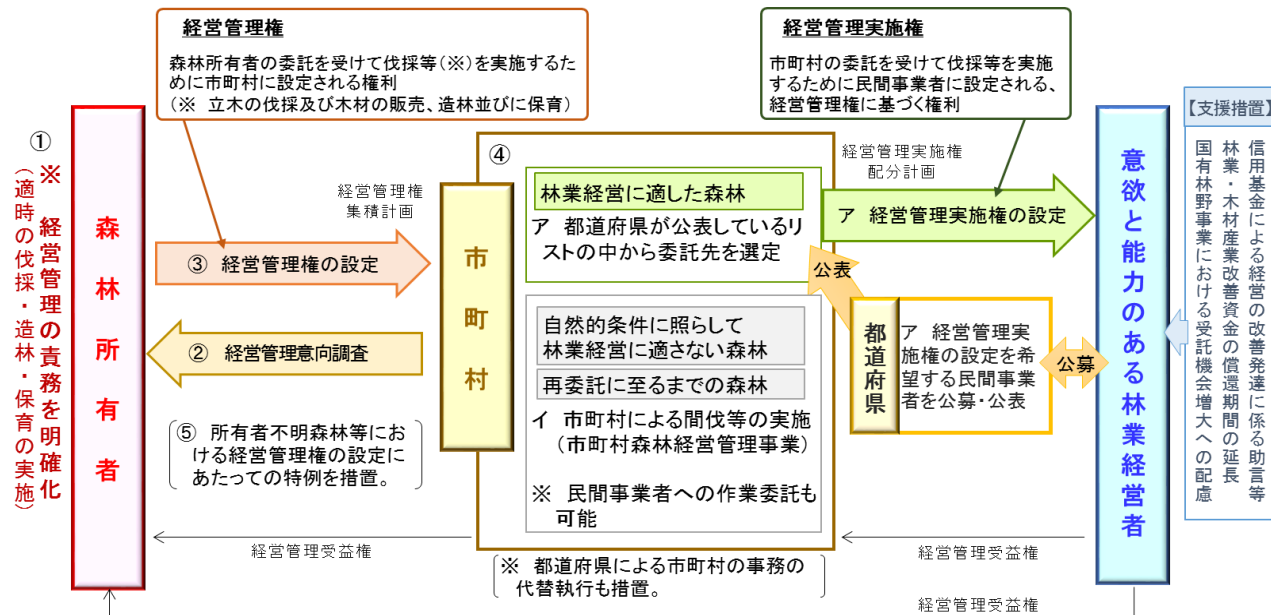 経営管理権
森林所有者の委託を受けて伐採等(※)を実施するた
めに市町村に設定される権利
(※ 立木の伐採及び木材の販売、造林並びに保育)
経営管理実施権
市町村の委託を受けて伐採等を実施
するために民間事業者に設定される、
経営管理権に基づく権利
①
※ 経営管理の責務を明確化
(適時の伐採・造林・保育の実施)
森林所有者
経営管理権
集積計画
③ 経営管理権の設定
② 経営管理意向調査
⑤ 所有者不明森林等にお
ける経営管理権の設定に
あたっての特例を措置。
経営管理受益権
市町村
④
林業経営に適した森林
ア 都道府県が公表しているリ
ストの中から委託先を選定
自然的条件に照らして
林業経営に適さない森林
再委託に至るまでの森林
イ 市町村による間伐等の実施
(市町村森林経営管理事業)
※ 民間事業者への作業委託も
可能
※ 都道府県による市町村の事務の
代替執行も措置。
経営管理実施権
配分計画
ア 経営管理実施権の設定
公表
都道府県
ア 経営管理実
施権の設定を希
望する民間事業
者を公募・公表
公募
経営管理受益権
経営管理受益権
意欲と能力のある林業経営者
【支援措置】
信用基金による経営の改善発達に係る助言等
林業・木材産業改善資金の償還期間の延長
国有林野事業における受託機会増大への配慮